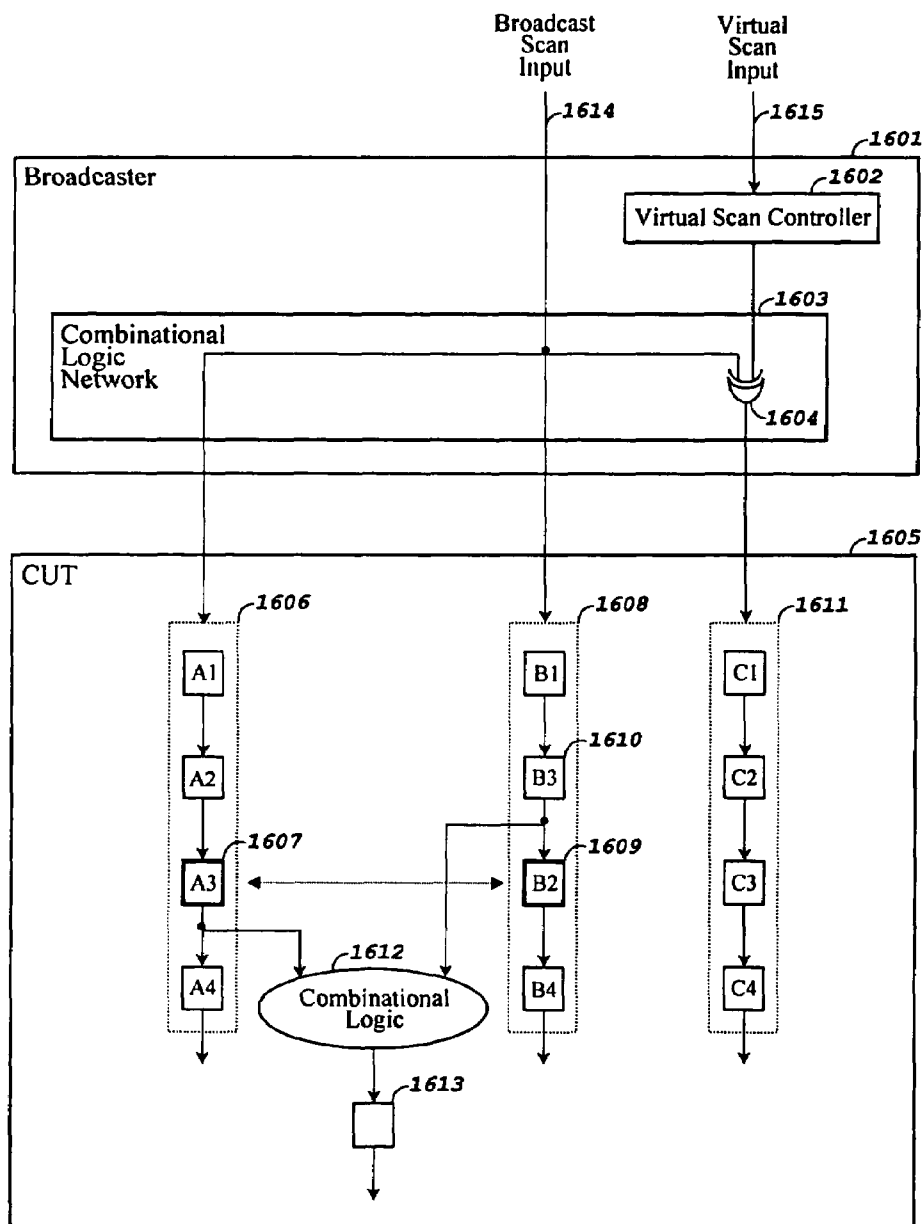 Broadcast
Scan
Input
Virtual
Scan
Input
1614
1615
1601
Broadcaster
1602
Virtual Scan Controller
1603
Combinational
Logic
Network
1604
1605
CUT
1606
1608
1611
A1
B1
C1
1610
A2
B3
C2
1607
1609
A3
B2
C3
1612
A4
Combinational
Logic
B4
C4
1613